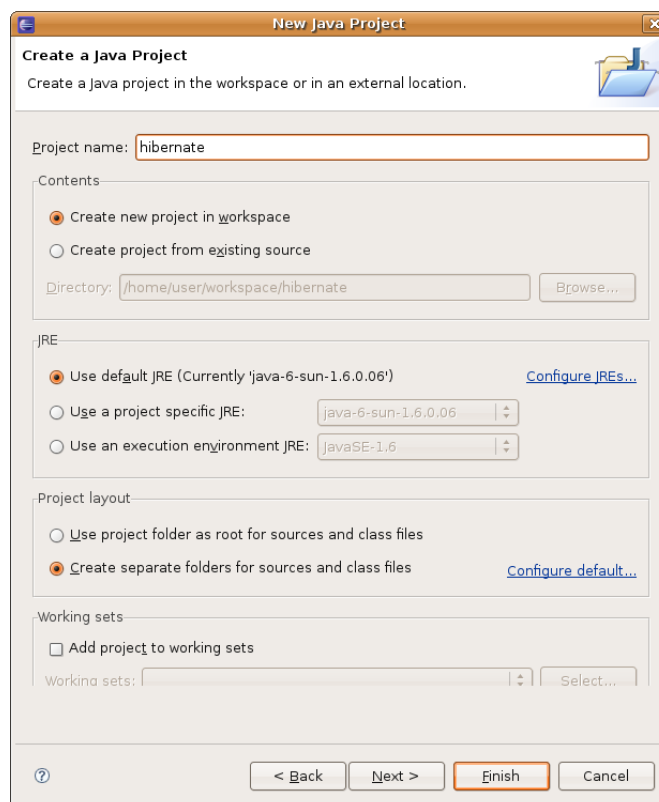 New Java Project
Create a Java Project
Create a Java project in the workspace or in an external location.
Project name: hibernate
Contents
Create new project in workspace
Create project from existing source
Directory: /home/user/workspace/hibernate Browse...
JRE
Use default JRE (Currently 'java-6-sun-1.6.0.06') Configure JREs...
Use a project specific JRE: java-6-sun-1.6.0.06
Use an execution environment JRE: JavaSE-1.6
Project layout
Use project folder as root for sources and class files
Create separate folders for sources and class files Configure default...
Working sets
Add project to working sets
Working sets: Select...
? < Back Next > Finish Cancel